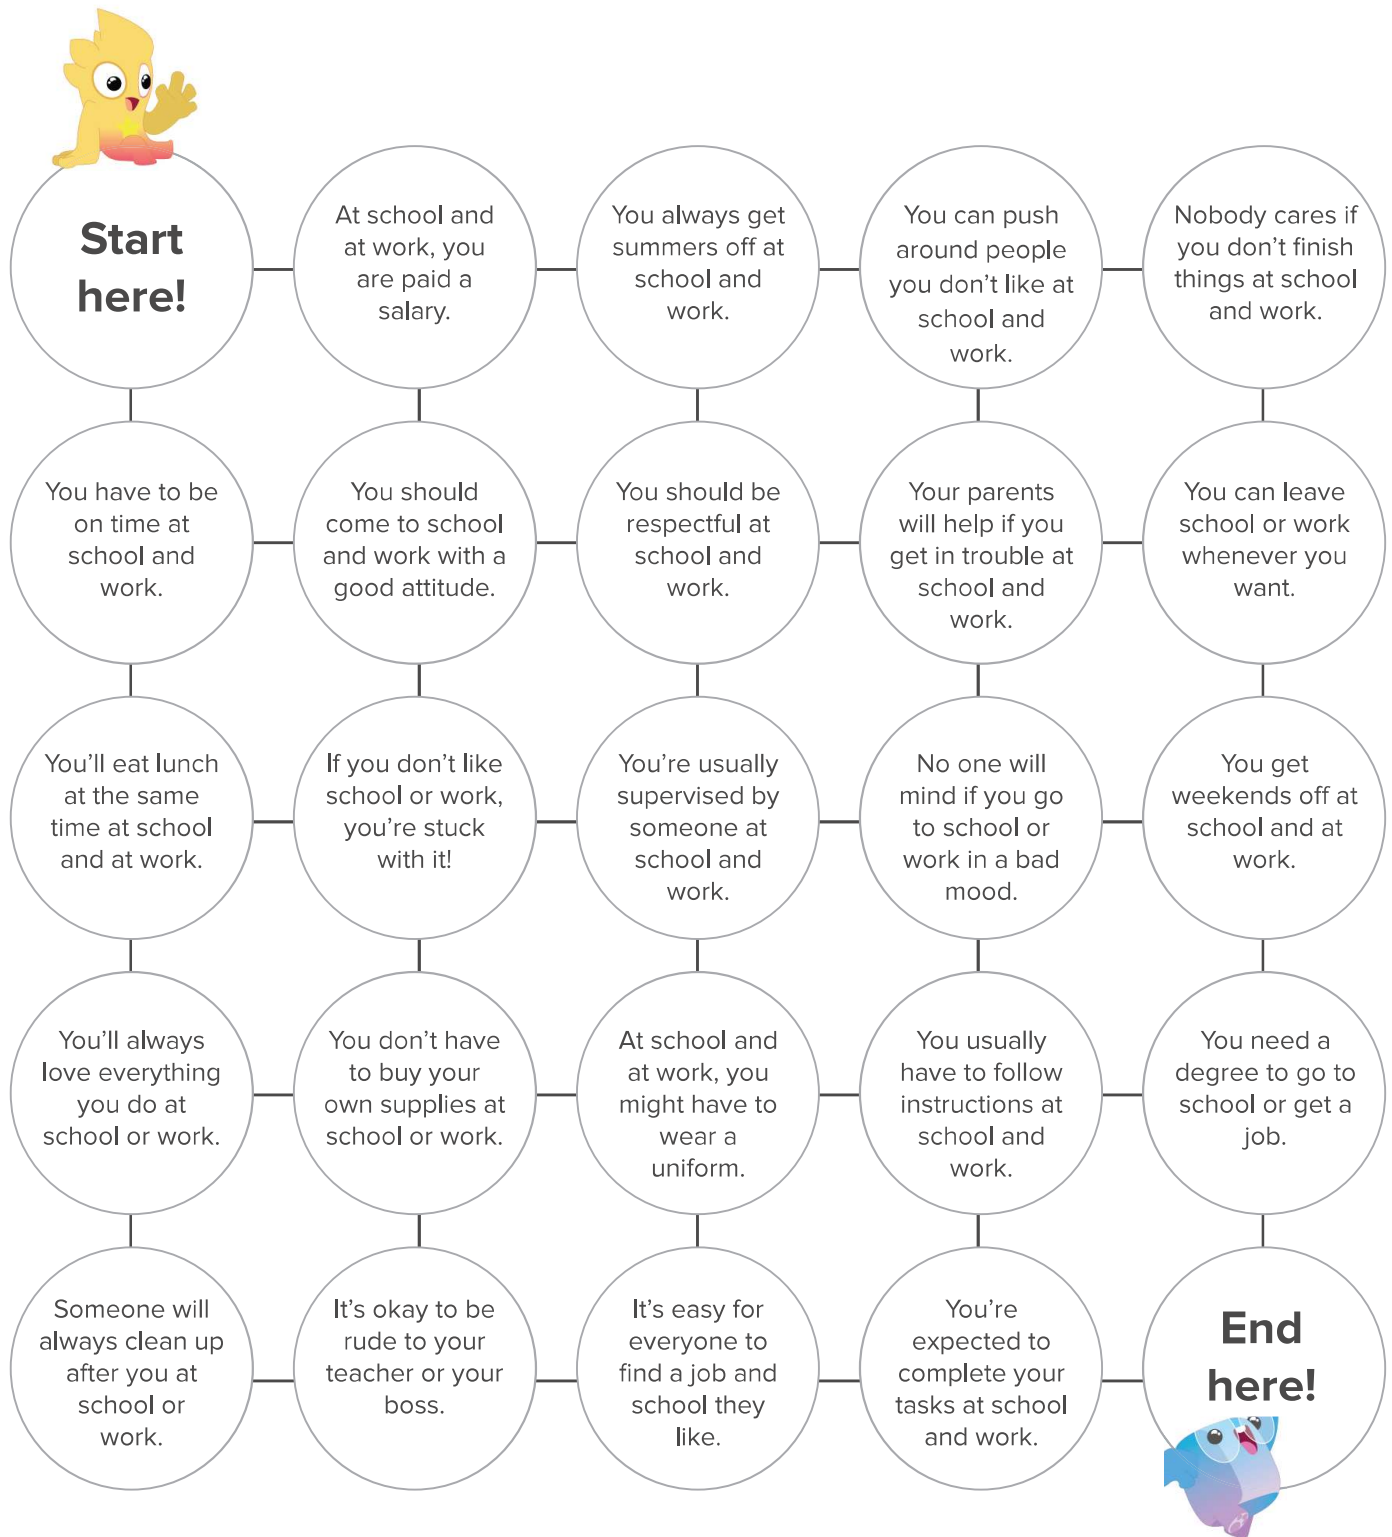 Start
here!
At school and
at work, you
are paid a
salary.
You always get
summers off at
school and
work.
You can push
around people
you don’t like at
school and
work.
Nobody cares if
you don’t finish
things at school
and work.
You have to be
on time at
school and
work.
You should
come to school
and work with a
good attitude.
You should be
respectful at
school and
work.
Your parents
will help if you
get in trouble at
school and
work.
You can leave
school or work
whenever you
want.
You’ll eat lunch
at the same
time at school
and at work.
If you don’t like
school or work,
you’re stuck
with it!
You’re usually
supervised by
someone at
school and
work.
No one will
mind if you go
to school or
work in a bad
mood.
You get
weekends off at
school and at
work.
You’ll always
love everything
you do at
school or work.
You don’t have
to buy your
own supplies at
school or work.
At school and
at work, you
might have to
wear a
uniform.
You usually
have to follow
instructions at
school and
work.
You need a
degree to go to
school or get a
job.
Someone will
always clean up
after you at
school or
work.
It’s okay to be
rude to your
teacher or your
boss.
It’s easy for
everyone to
find a job and
school they
like.
You’re
expected to
complete your
tasks at school
and work.
End
here!